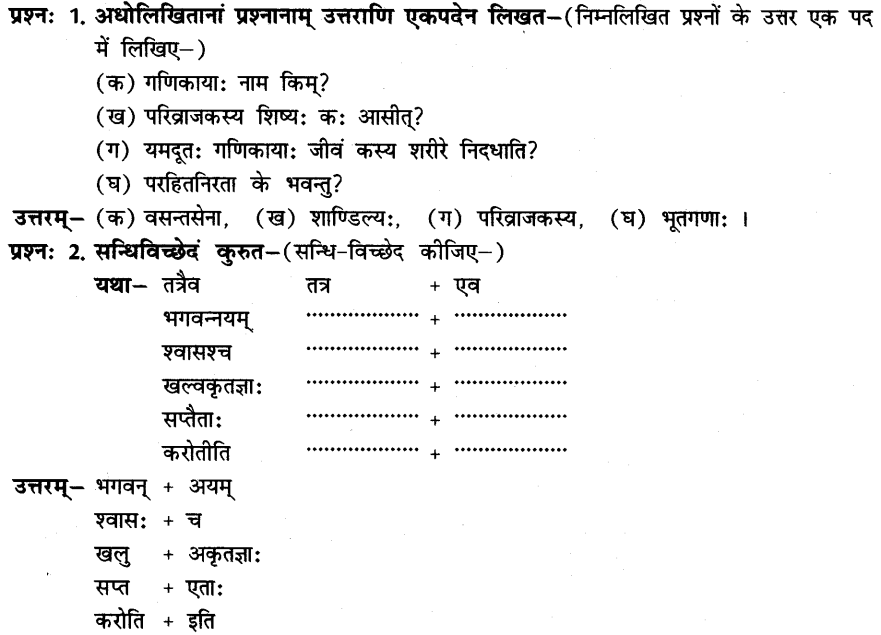 प्रश्न: 1. अधोलिखितानां प्रश्नानाम् उत्तराणि एकपदेन लिखत–(निम्नलिखित प्रश्नों के उत्तर एक पद
में लिखिए–)
(क) गणिकाया: नाम किम्?
(ख) परिव्राजकस्य शिष्य: क: आसीत्?
(ग) यमदूत: गणिकाया: जीवं कस्य शरीरे निदधाति?
(घ) परहितनिरता के भवन्तु?
उत्तरम्– (क) वसन्तसेना, (ख) शाण्डिल्य:, (ग) परिव्राजकस्य, (घ) भूतगणा: ।
प्रश्न: 2. सन्धिविच्छेदं कुरुत–(सन्धि-विच्छेद कीजिए–)
यथा– तत्रैव तत्र + एव
भगवन्नयम् ................... + ...................
श्वासश्च ................... + ...................
खल्वकृतज्ञा: ................... + ...................
सप्तैता: ................... + ...................
करोतीति ................... + ...................
उत्तरम्– भगवन् + अयम्
श्वास: + च
खलु + अकृतज्ञा:
सप्त + एता:
करोति + इति